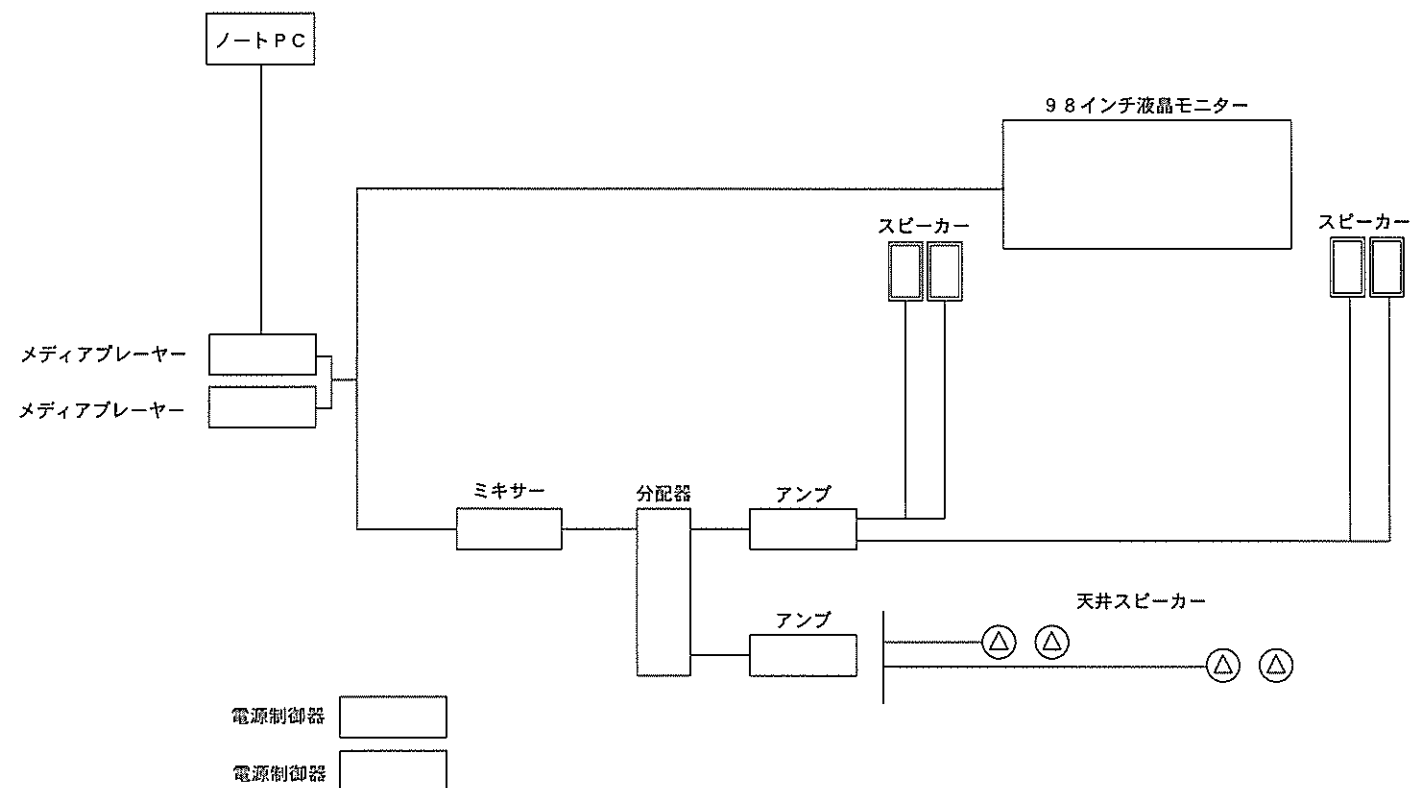 ノートＰＣ
９８インチ液晶モニター
スピーカー
スピーカー
メディアプレーヤー
メディアプレーヤー
ミキサー
分配器
アンプ
天井スピーカー
アンプ
電源制御器
電源制御器